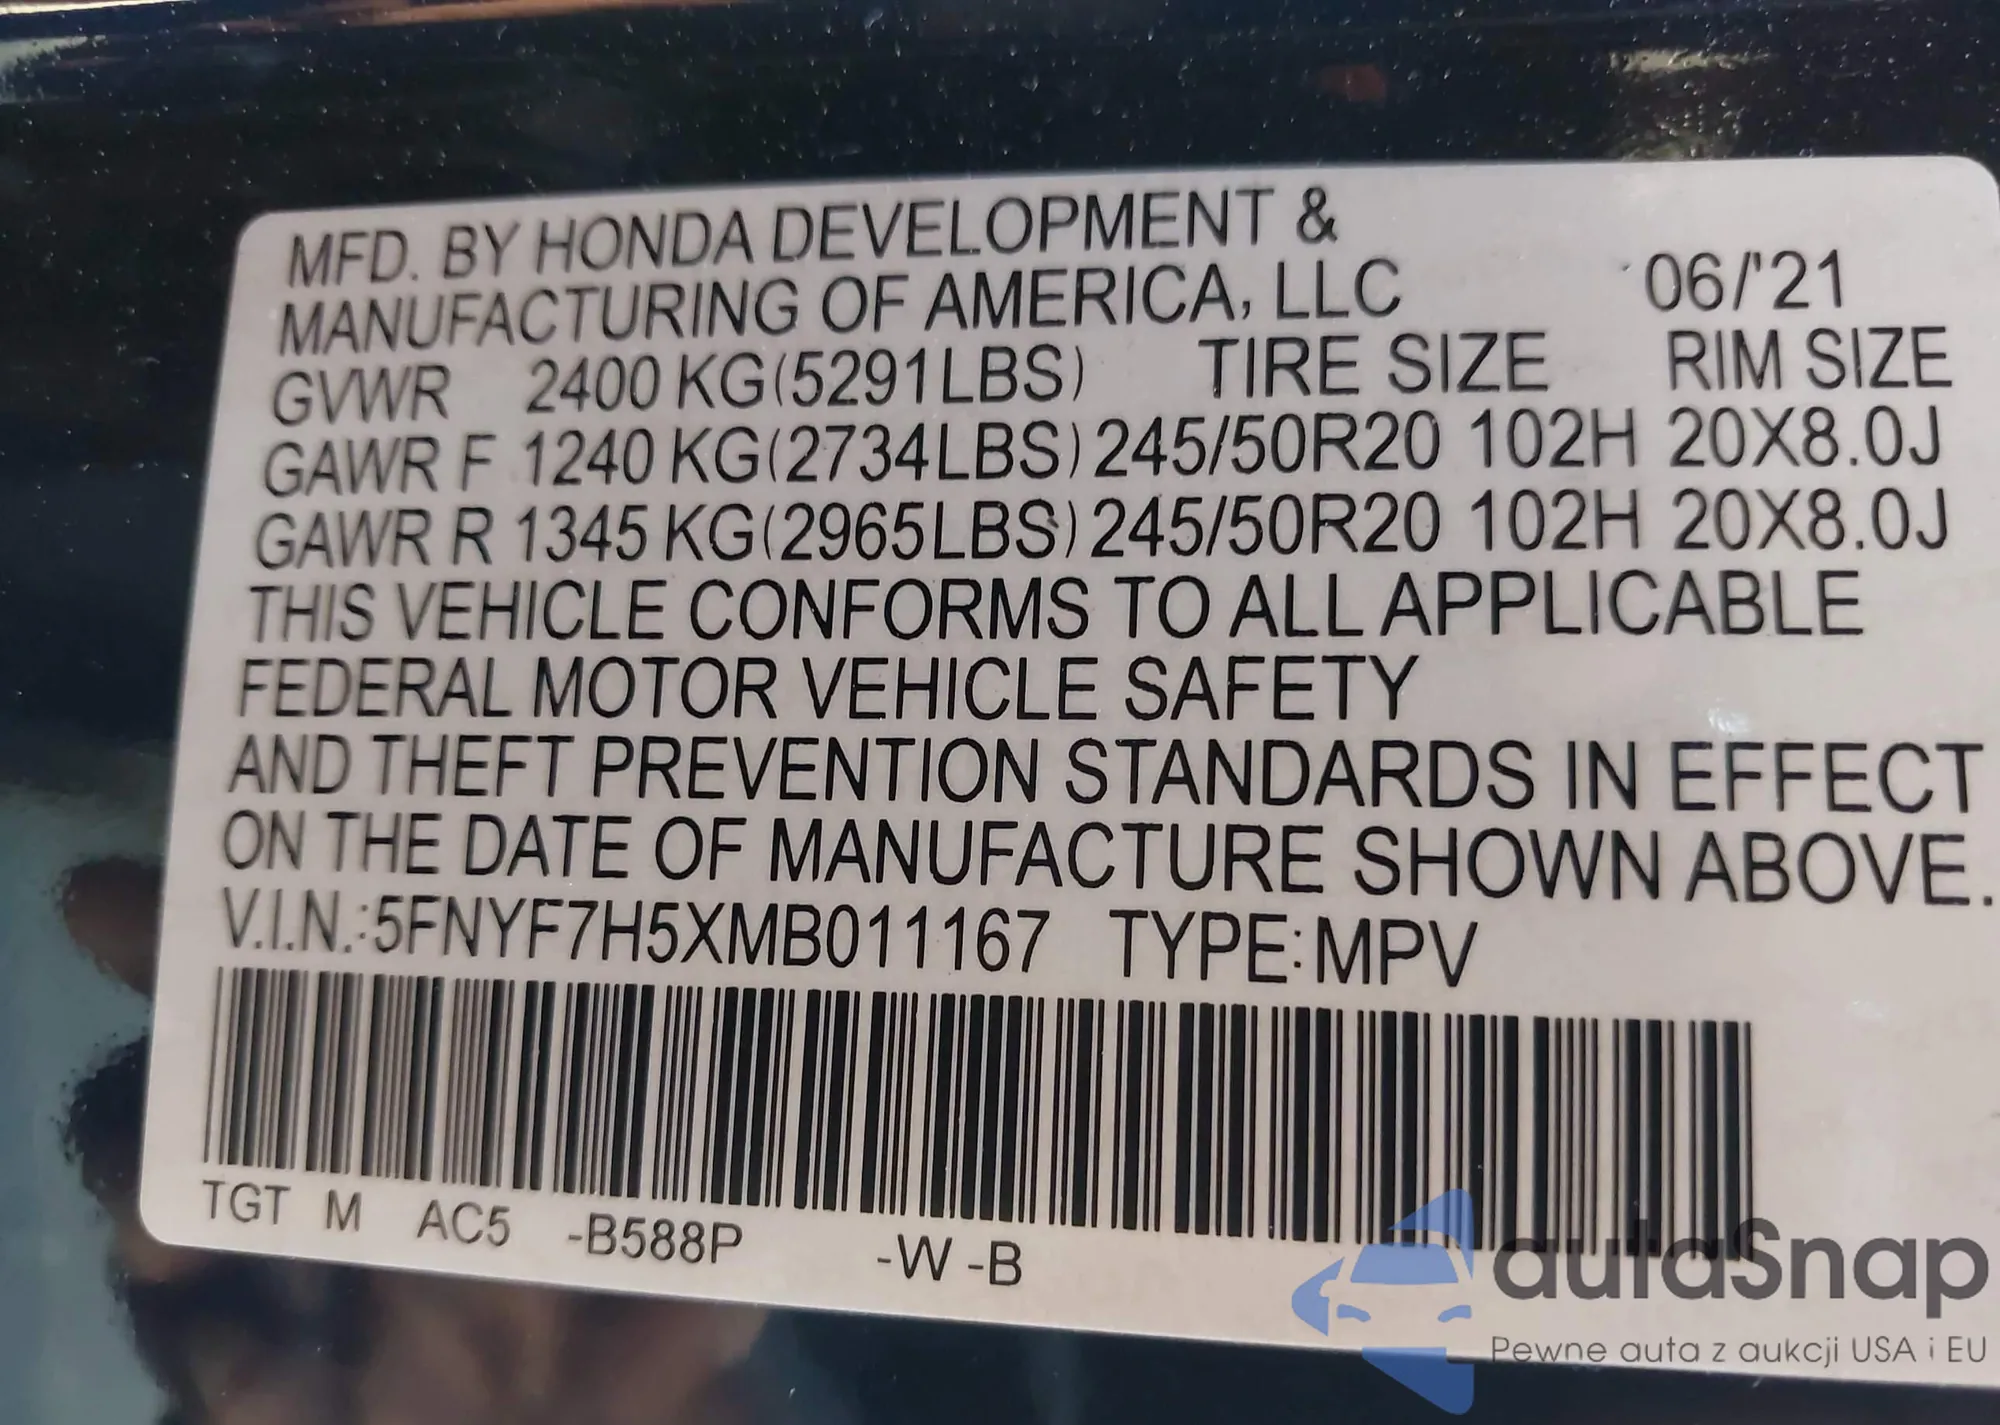 MFD. BY HONDA DEVELOPMENT &
MANUFACTURING OF AMERICA, LLC 06/'21
GVWR 2400 KG(5291LBS) TIRE SIZE RIM SIZE
GAWR F 1240 KG(2734LBS) 245/50R20 102H 20X8.0J
GAWR R 1345 KG(2965LBS) 245/50R20 102H 20X8.0J
THIS VEHICLE CONFORMS TO ALL APPLICABLE
FEDERAL MOTOR VEHICLE SAFETY
AND THEFT PREVENTION STANDARDS IN EFFECT
ON THE DATE OF MANUFACTURE SHOWN ABOVE.
V.I.N.:5FNYF7H5XMB011167 TYPE:MPV
TGT M AC5 -B588P -W -B
autaSnap
Pewne auta z aukcji USA i EU